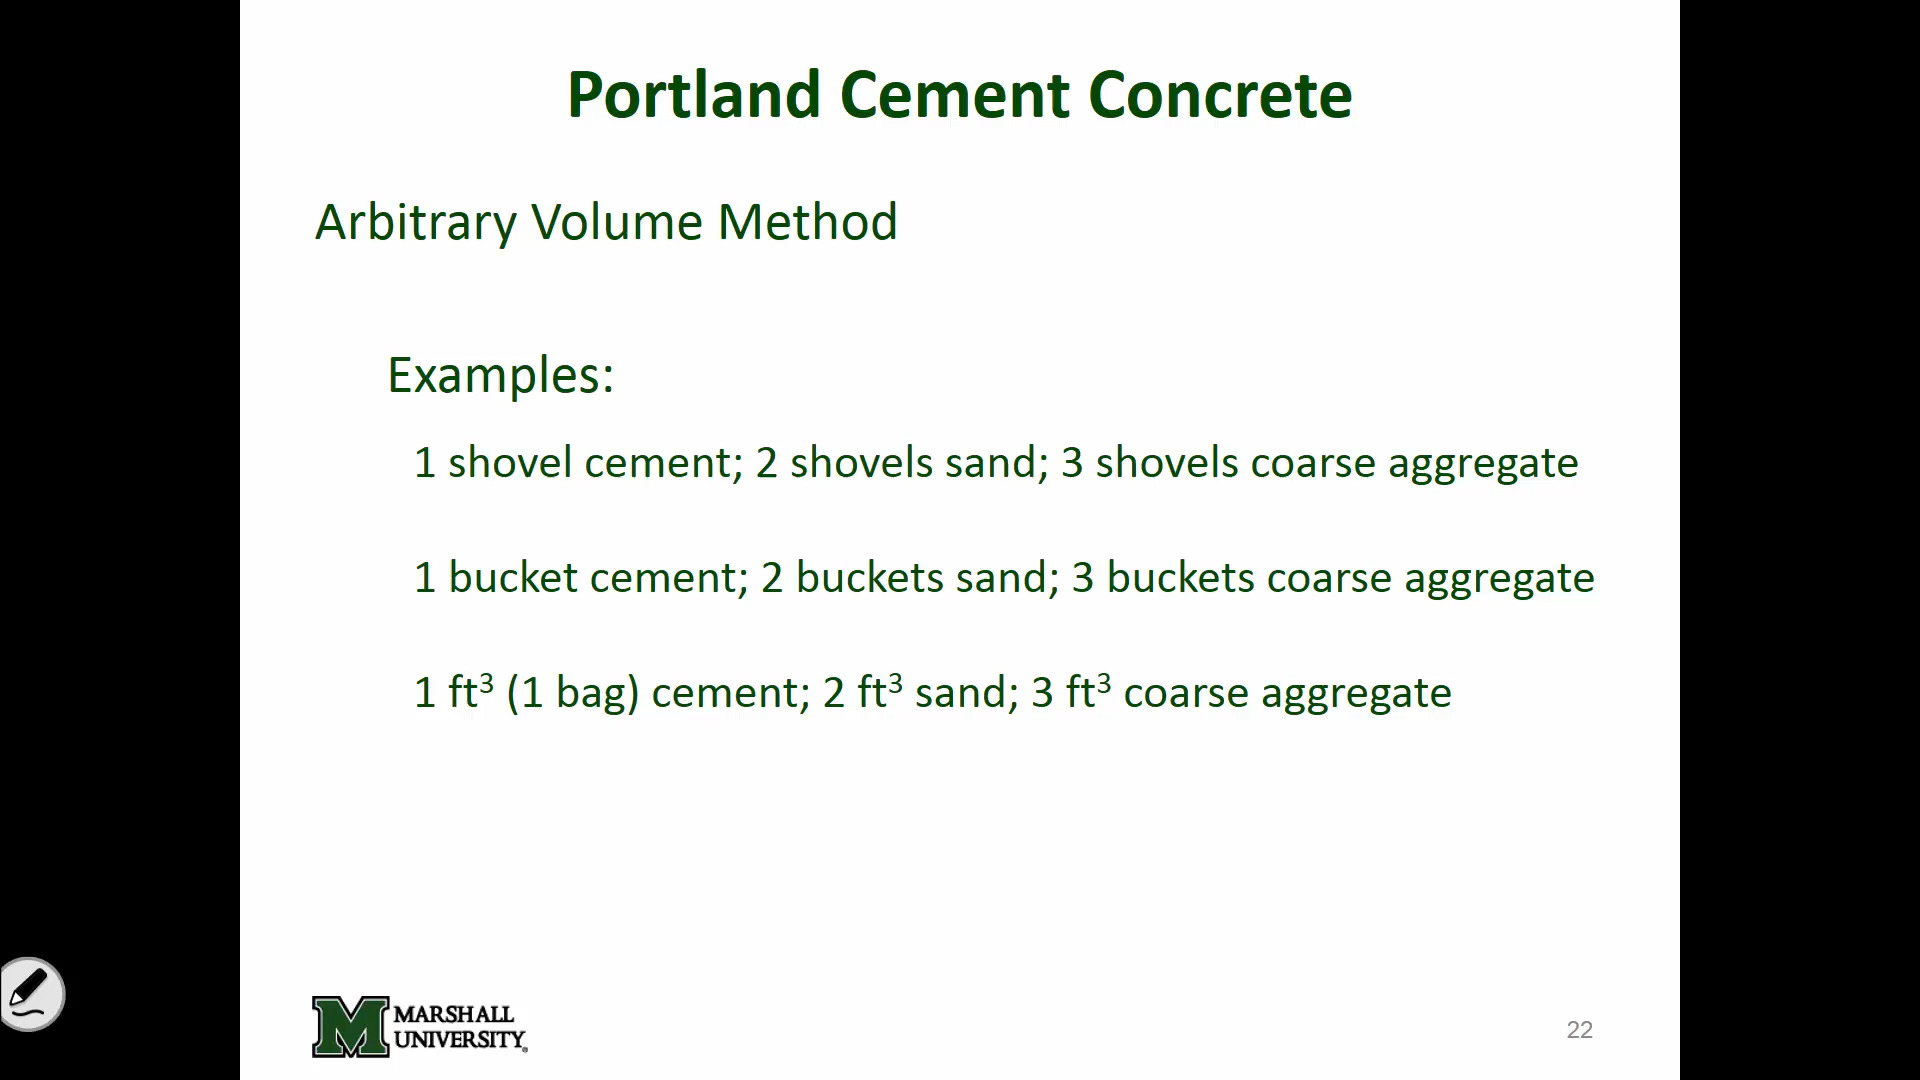 Portland Cement Concrete
Arbitrary Volume Method
Examples:
1 shovel cement; 2 shovels sand; 3 shovels coarse aggregate
1 bucket cement; 2 buckets sand; 3 buckets coarse aggregate
1 ft³ (1 bag) cement; 2 ft³ sand; 3 ft³ coarse aggregate
M
MARSHALL
UNIVERSITY®
22